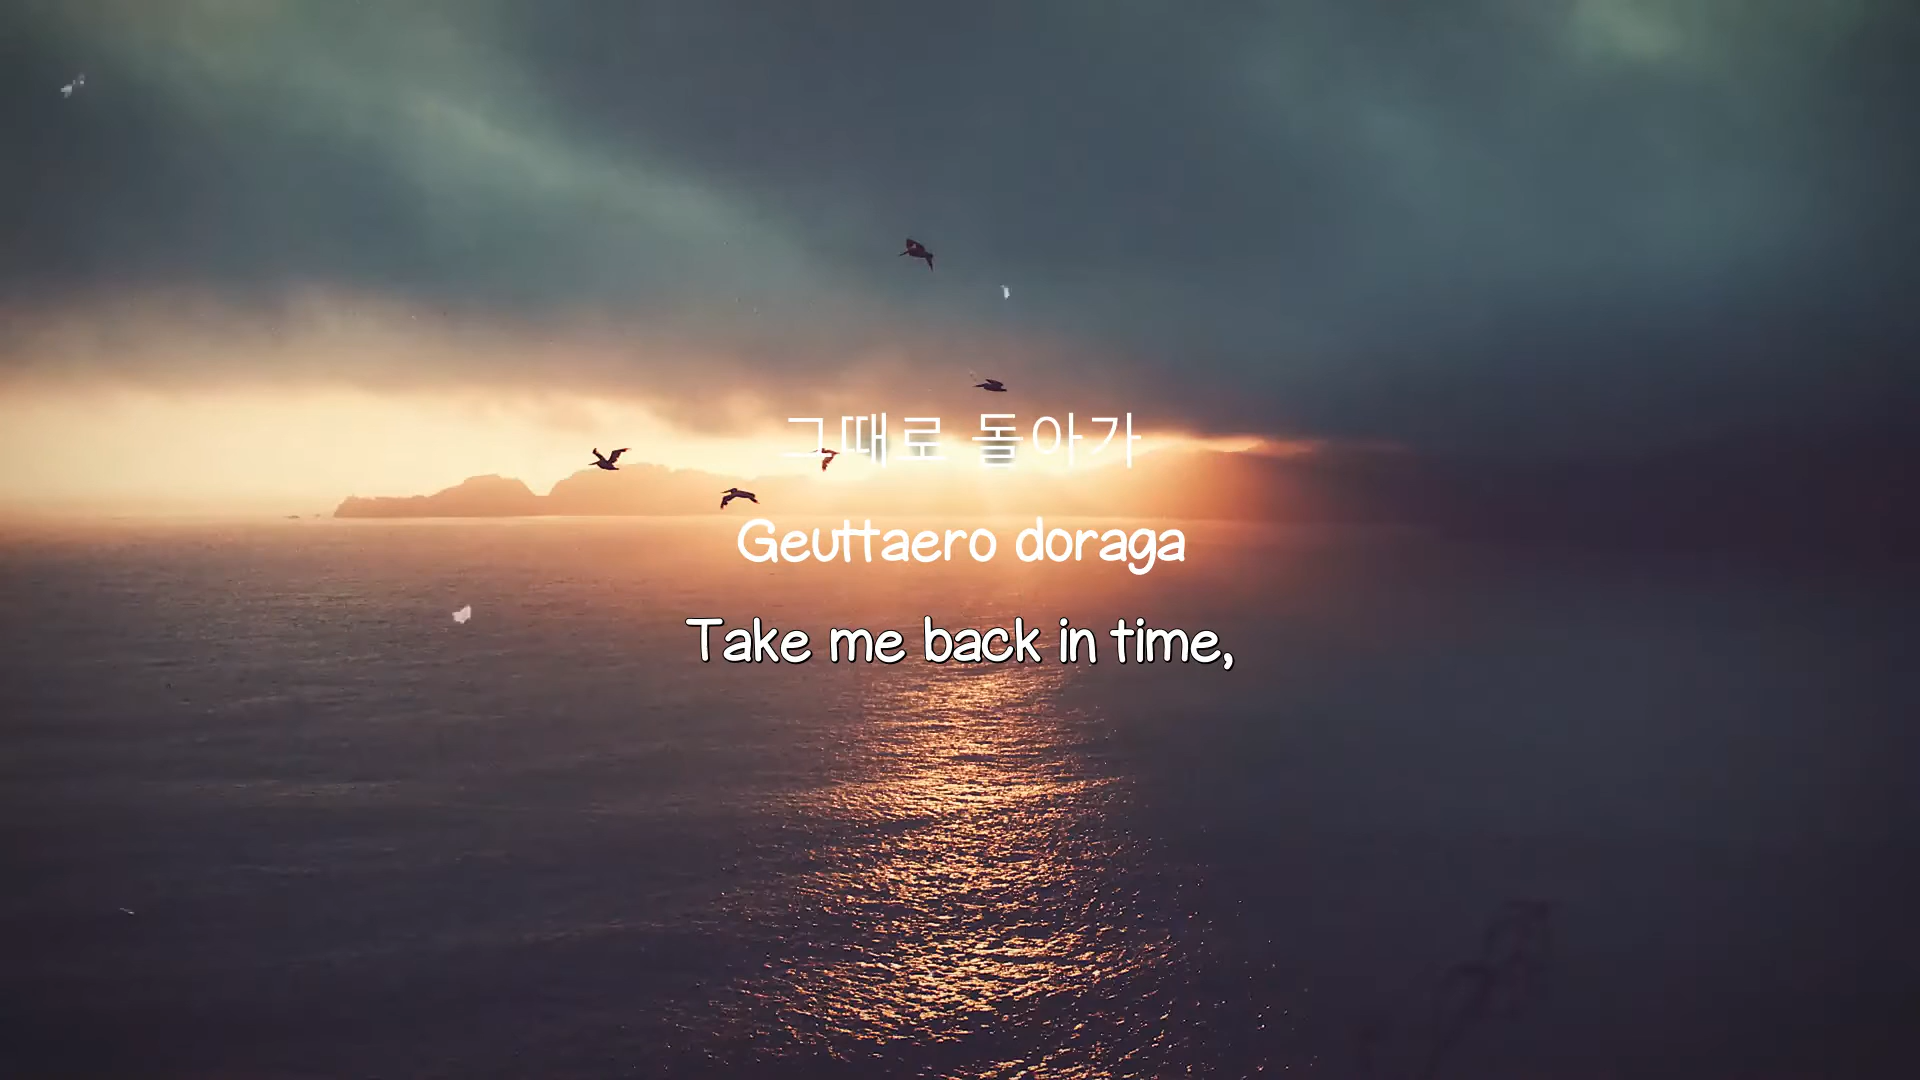 그때로 돌아가
Geuttaero doraga
Take me back in time,